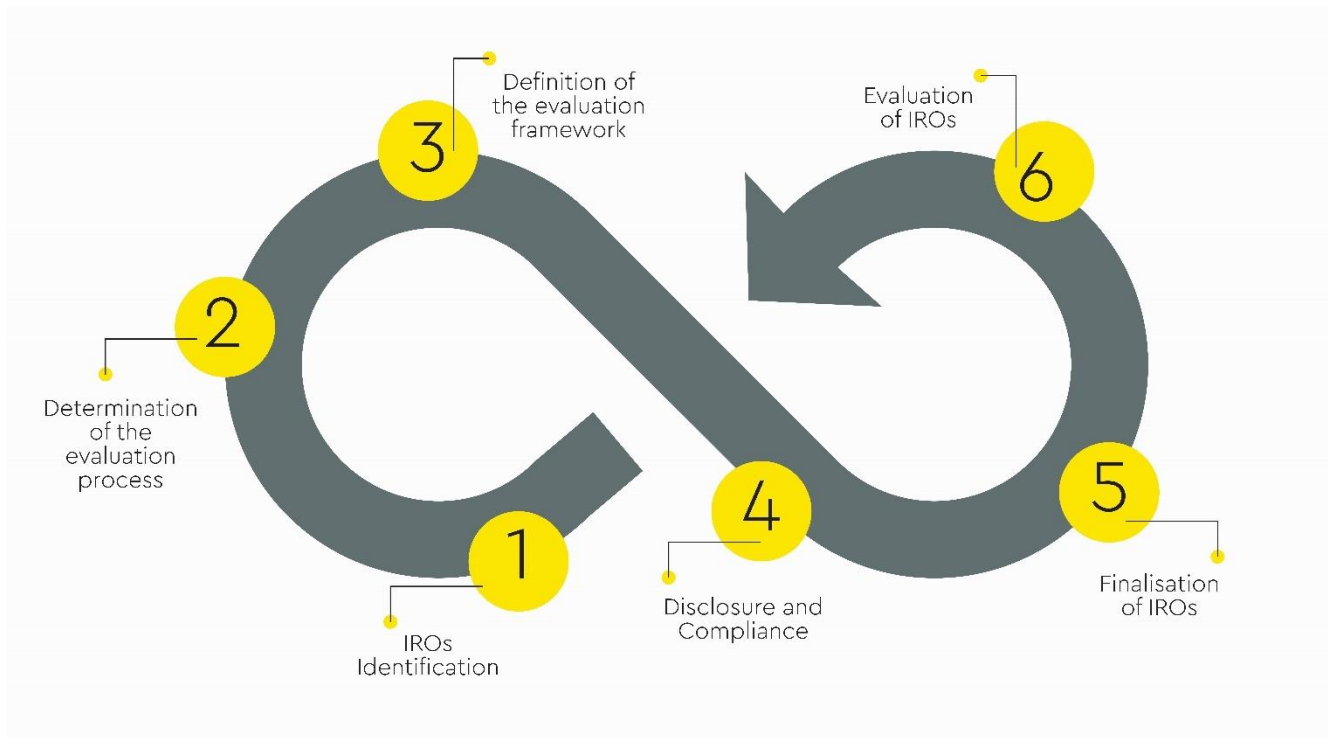 1
IROs
Identification
2
Determination
of the
evaluation
process
3
Definition of
the evaluation
framework
4
Disclosure and
Compliance
5
Finalisation
of IROs
6
Evaluation
of IROs